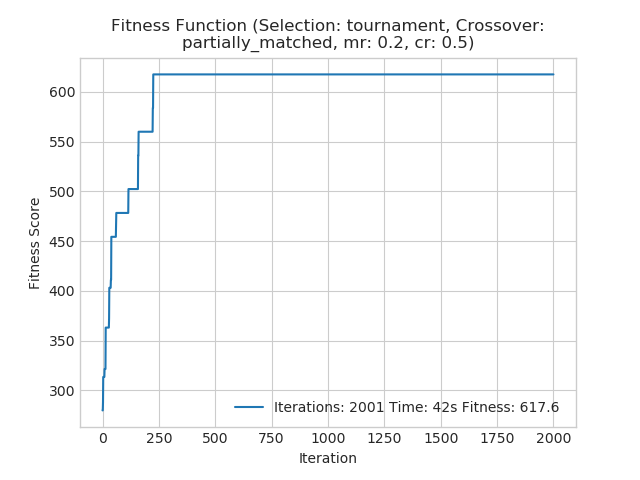 Fitness Function (Selection: tournament, Crossover:
partially_matched, mr: 0.2, cr: 0.5)
600
550
500
450
400
350
300
Fitness Score
Iterations: 2001 Time: 42s Fitness: 617.6
0 250 500 750 1000 1250 1500 1750 2000
Iteration